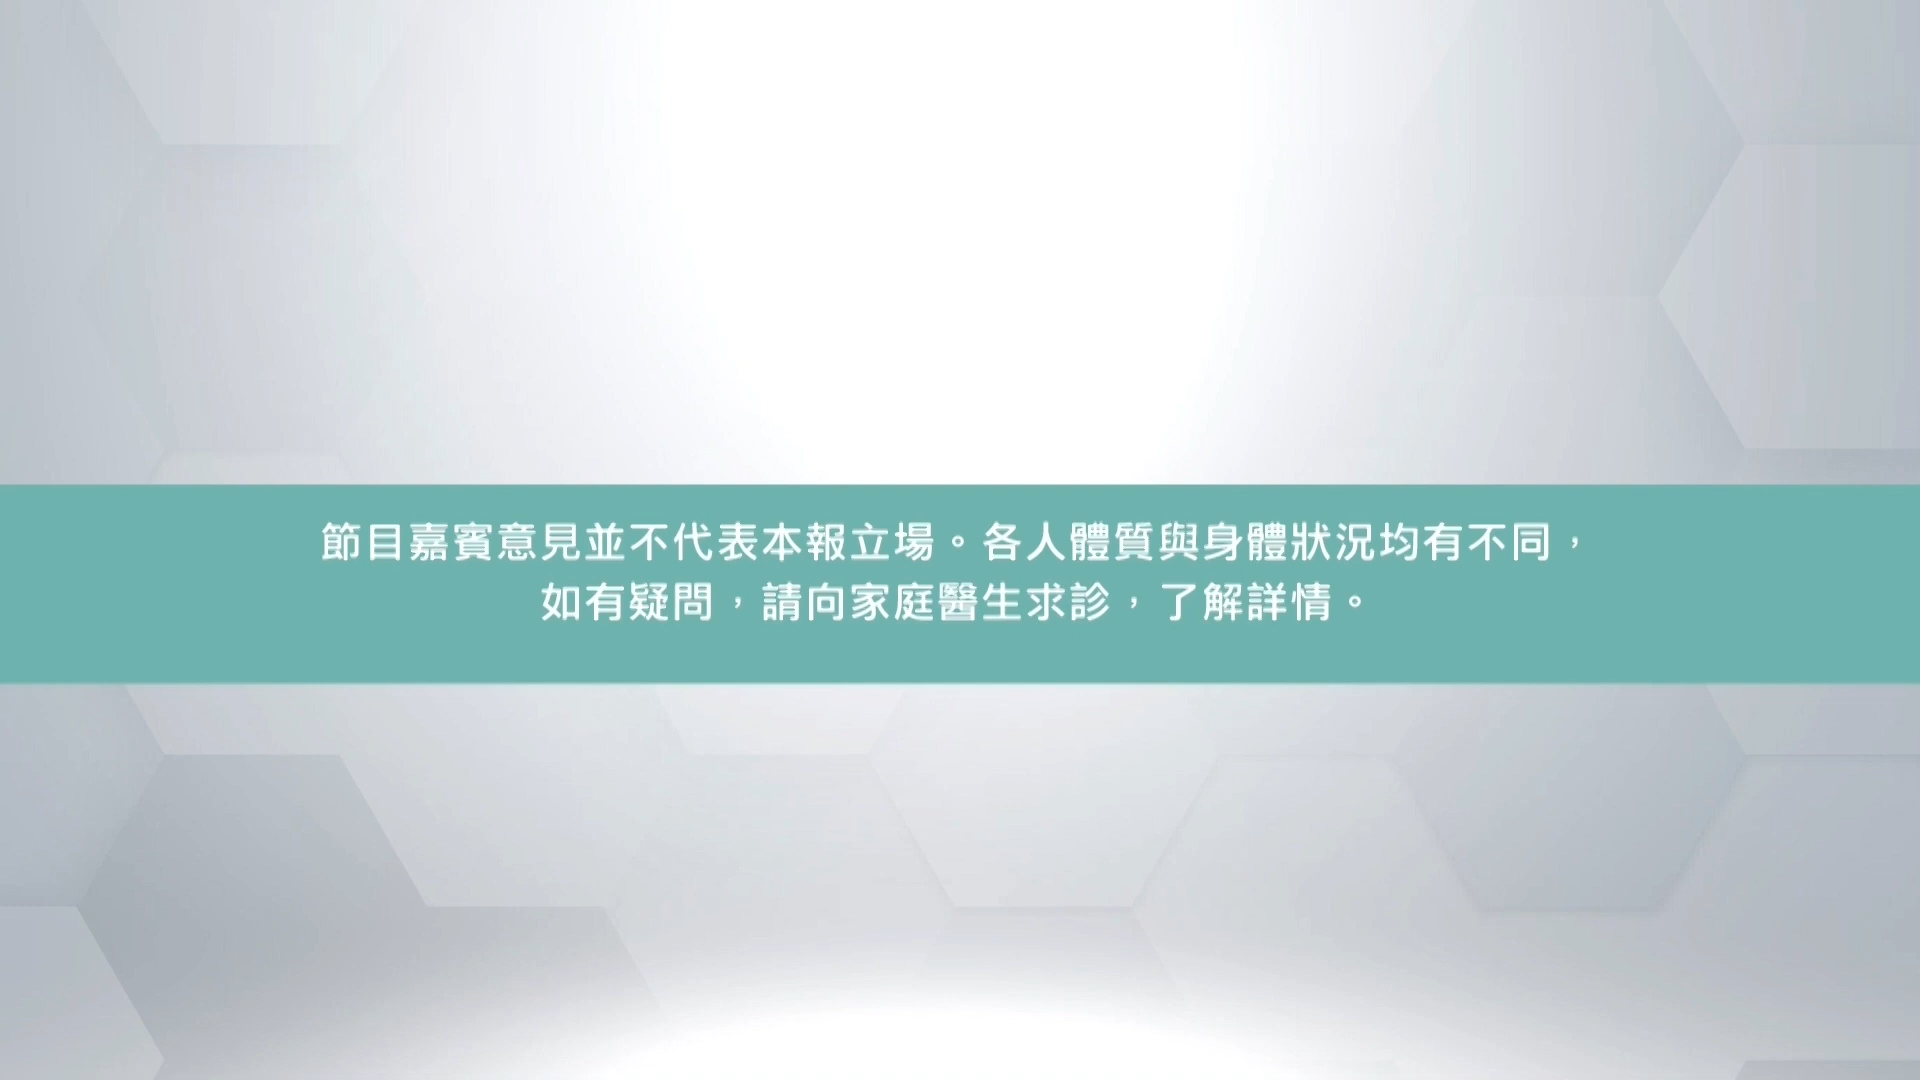 節目嘉賓意見並不代表本報立場。各人體質與身體狀況均有不同，
如有疑問，請向家庭醫生求診，了解詳情。